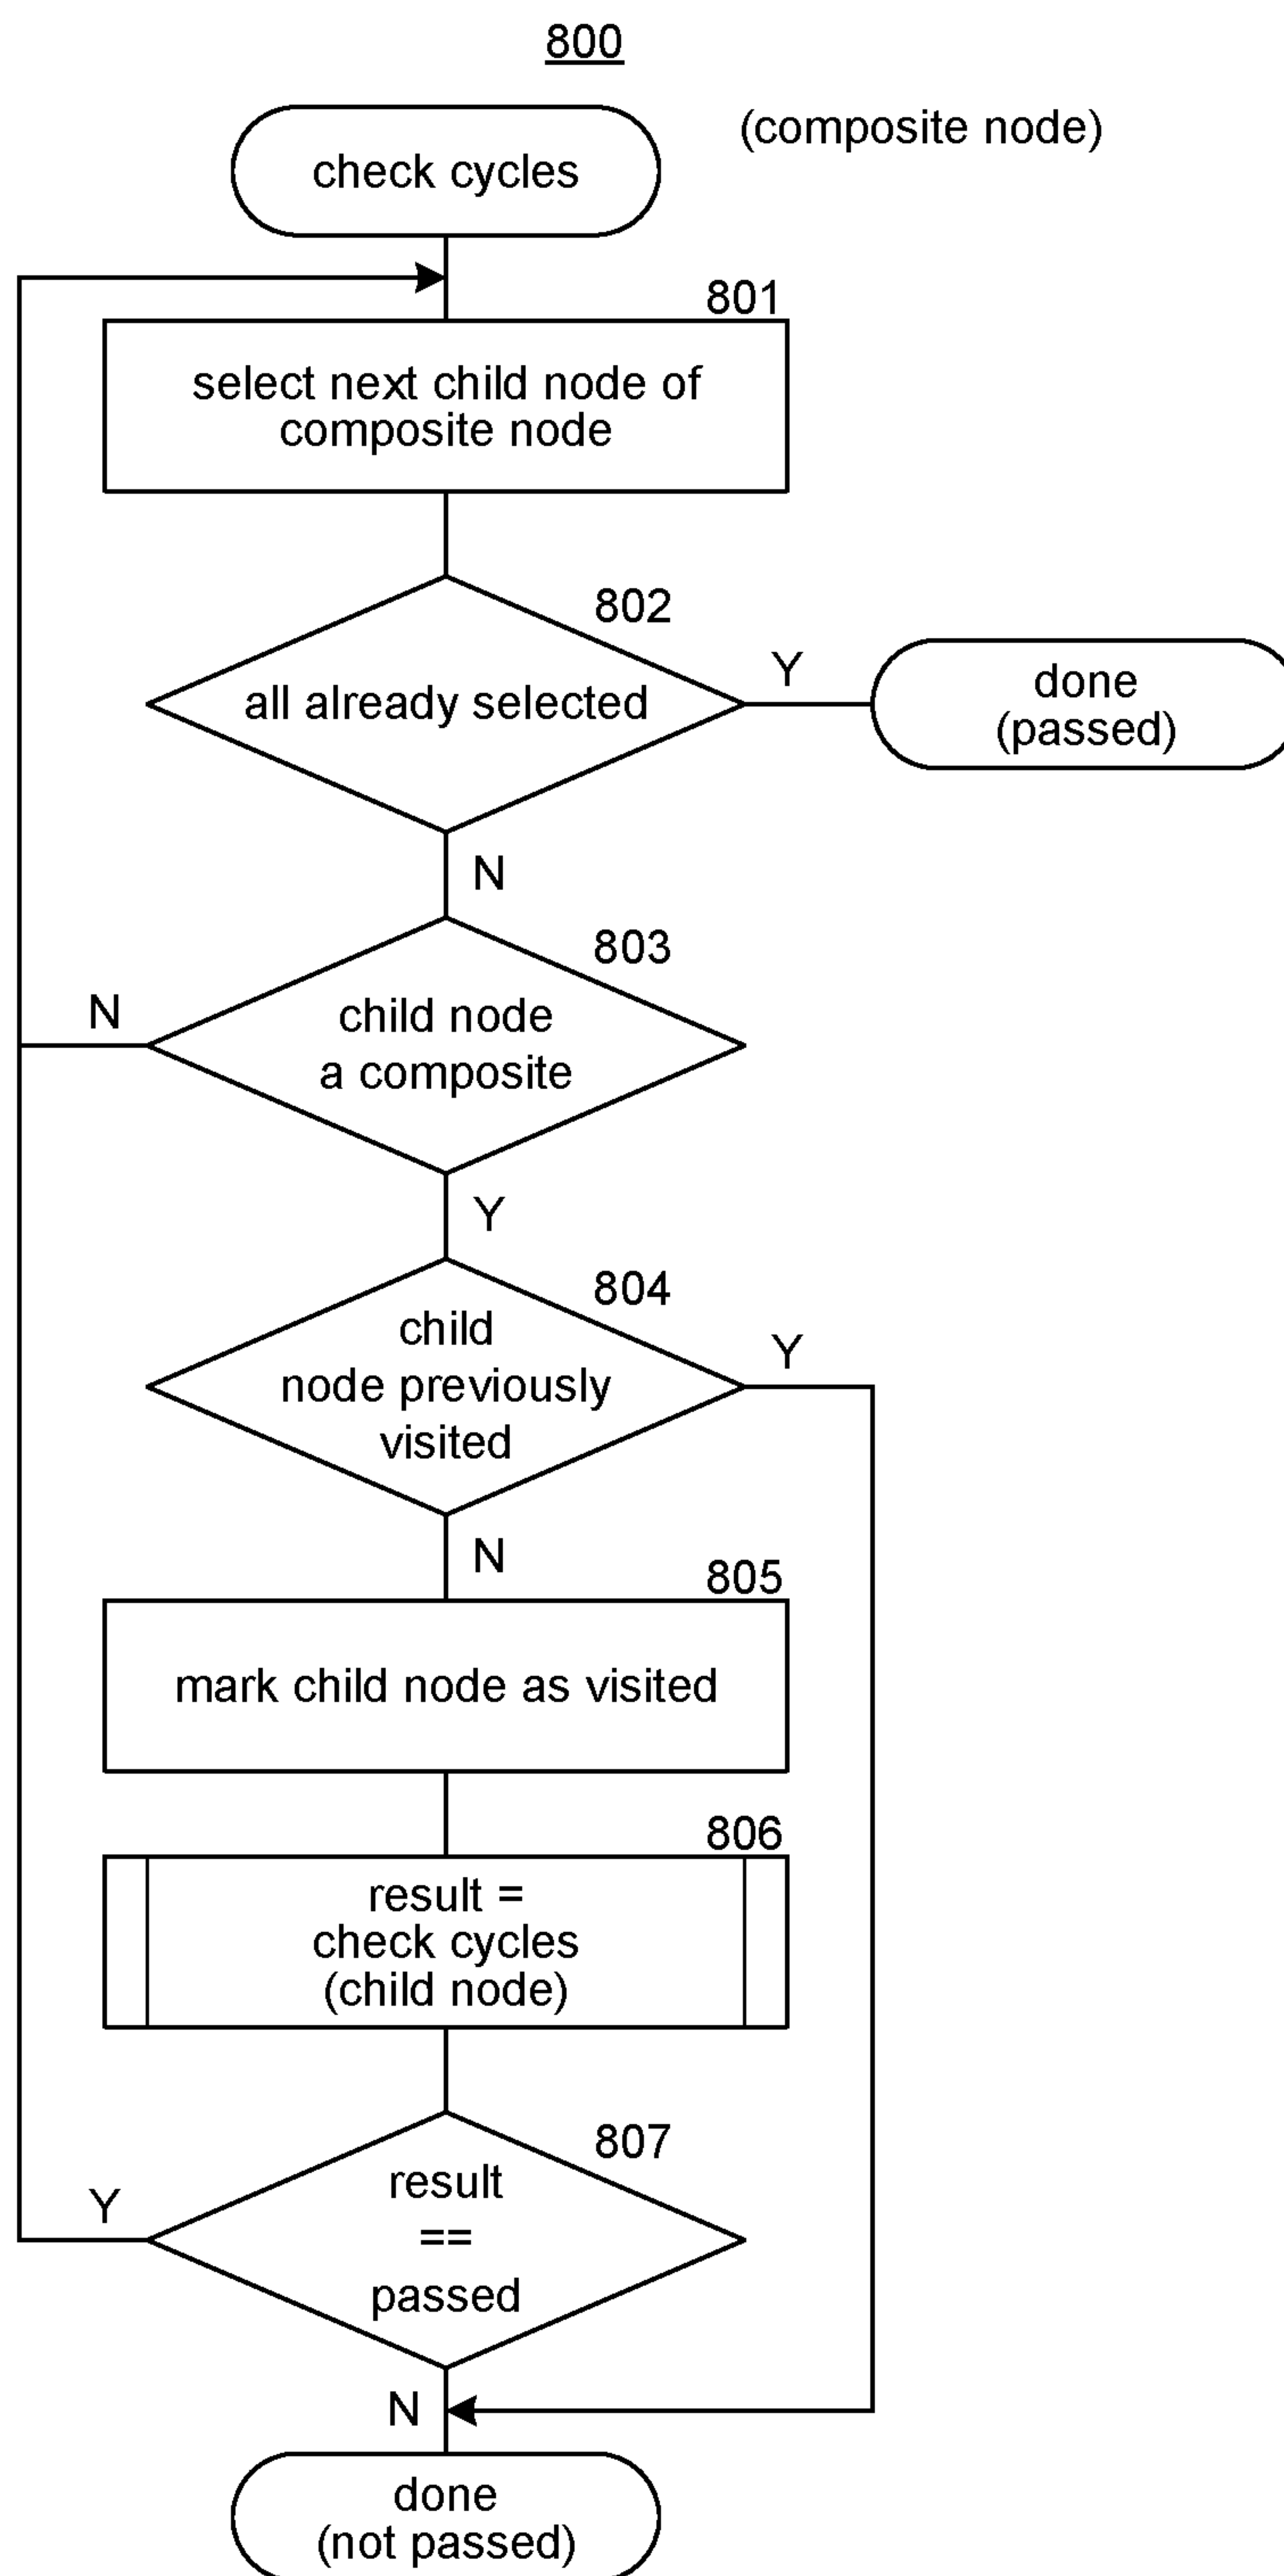 800
(composite node)
check cycles
801
select next child node of
composite node
802
all already selected
Y
done
(passed)
N
803
child node
a composite
N
Y
804
child
node previously
visited
Y
N
805
mark child node as visited
806
result =
check cycles
(child node)
807
result
==
passed
Y
N
done
(not passed)